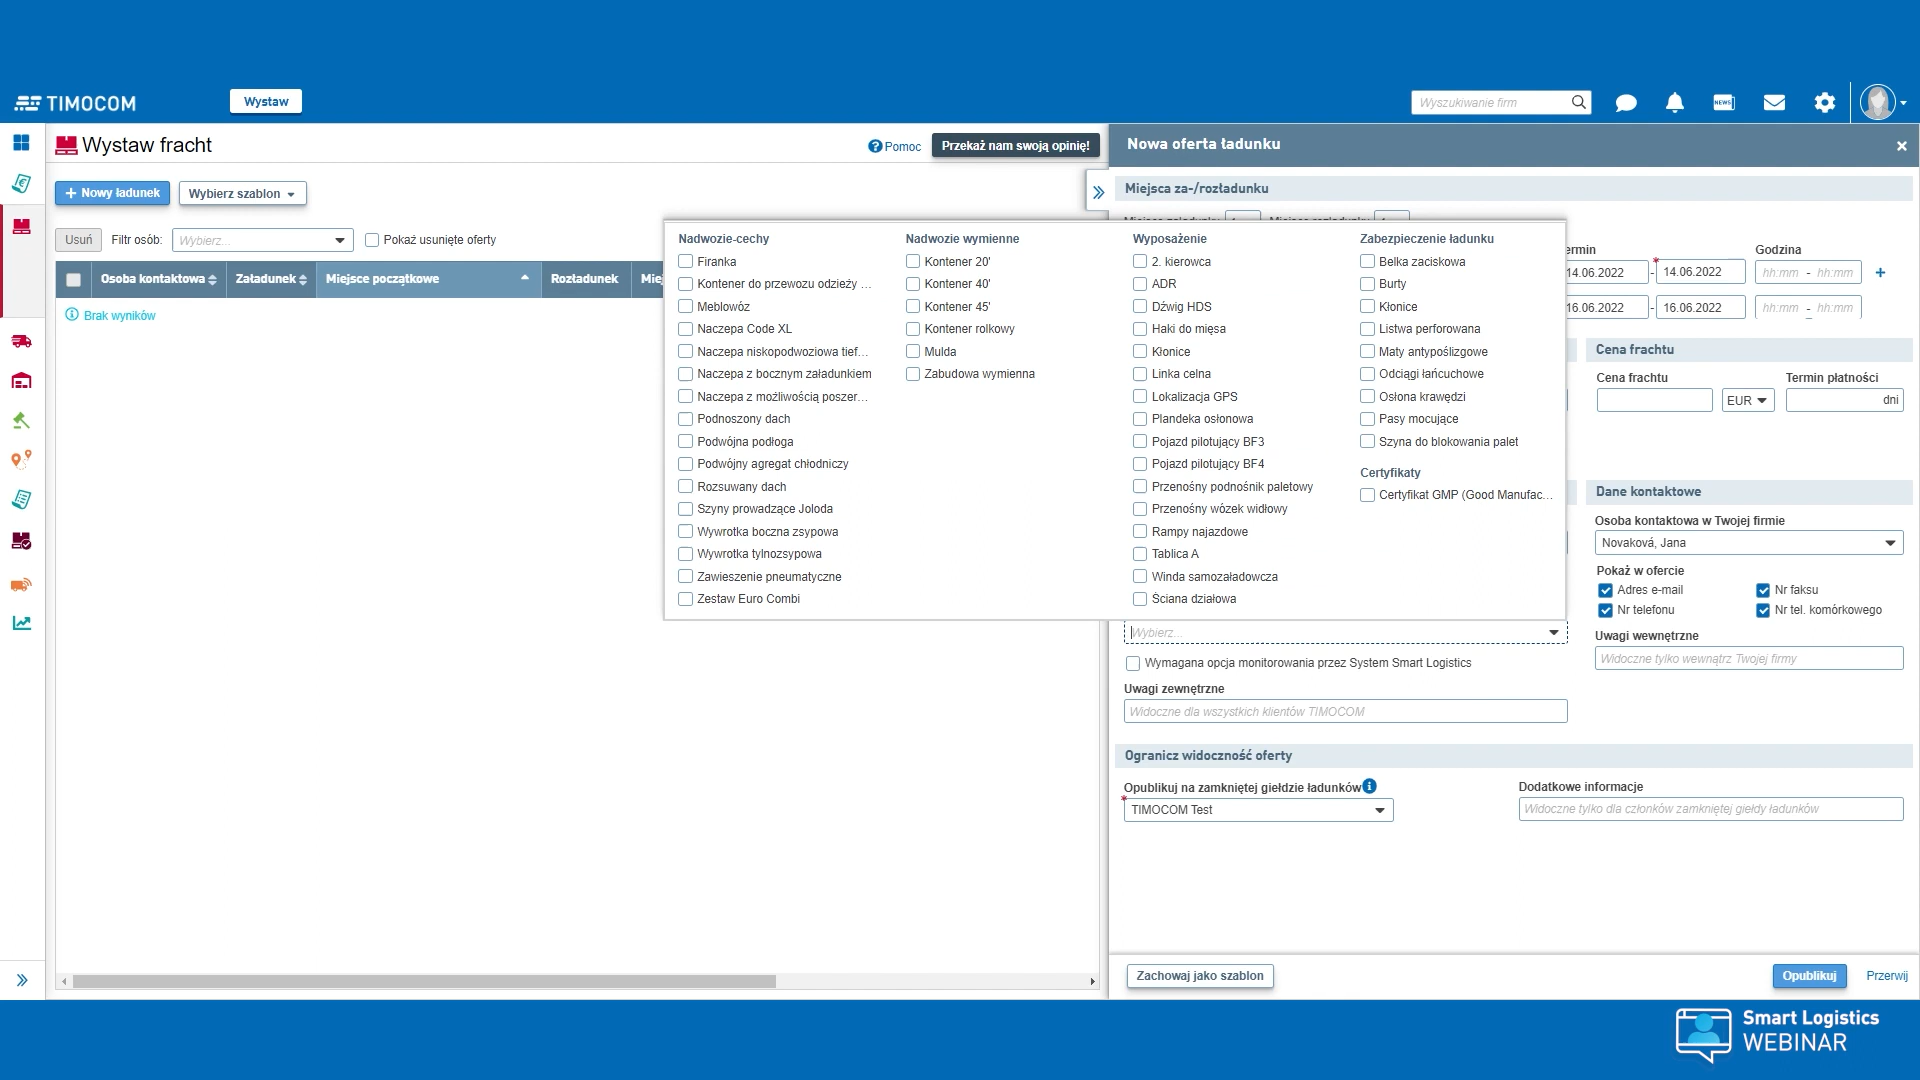 TIMOCOM
Wystaw
Wyszukiwanie firm
NEWS
Wystaw fracht
Pomoc
Przekaż nam swoją opinię!
Nowa oferta ładunku
+ Nowy ładunek
Wybierz szablon
Miejsca za-/rozładunku
Usuń
Filtr osób:
Wybierz...
Pokaż usunięte oferty
Osoba kontaktowa
Załadunek
Miejsce początkowe
Rozładunek
Brak wyników
Nadwozie-cechy
Firanka
Kontener do przewozu odzieży ...
Meblowóz
Naczepa Code XL
Naczepa niskopodwoziowa tief...
Naczepa z bocznym załadunkiem
Naczepa z możliwością poszer...
Podnoszony dach
Podwójna podłoga
Podwójny agregat chłodniczy
Rozsuwany dach
Szyny prowadzące Joloda
Wywrotka boczna zsypowa
Wywrotka tylnozsypowa
Zawieszenie pneumatyczne
Zestaw Euro Combi
Nadwozie wymienne
Kontener 20'
Kontener 40'
Kontener 45'
Kontener rolkowy
Mulda
Zabudowa wymienna
Wyposażenie
2. kierowca
ADR
Dźwig HDS
Haki do mięsa
Kłonice
Linka celna
Lokalizacja GPS
Plandeka osłonowa
Pojazd pilotujący BF3
Pojazd pilotujący BF4
Przenośny podnośnik paletowy
Przenośny wózek widłowy
Rampy najazdowe
Tablica A
Winda samozaładowcza
Ściana działowa
Zabezpieczenie ładunku
Belka zaciskowa
Burty
Kłonice
Listwa perforowana
Maty antypoślizgowe
Odciągi łańcuchowe
Osłona krawędzi
Pasy mocujące
Szyna do blokowania palet
Certyfikaty
Certyfikat GMP (Good Manufac...
ermin
Godzina
14.06.2022 - 14.06.2022
hh:mm - hh:mm
16.06.2022 - 16.06.2022
hh:mm - hh:mm
Cena frachtu
Cena frachtu
Termin płatności
EUR
dni
Dane kontaktowe
Osoba kontaktowa w Twojej firmie
Novaková, Jana
Pokaż w ofercie
Adres e-mail
Nr faksu
Nr telefonu
Nr tel. komórkowego
Uwagi wewnętrzne
Widoczne tylko wewnątrz Twojej firmy
Wybierz...
Wymagana opcja monitorowania przez System Smart Logistics
Uwagi zewnętrzne
Widoczne dla wszystkich klientów TIMOCOM
Ogranicz widoczność oferty
Opublikuj na zamkniętej giełdzie ładunków
Dodatkowe informacje
TIMOCOM Test
Widoczne tylko dla członków zamkniętej giełdy ładunków
Zachowaj jako szablon
Opublikuj
Przerwij
Smart Logistics
WEBINAR